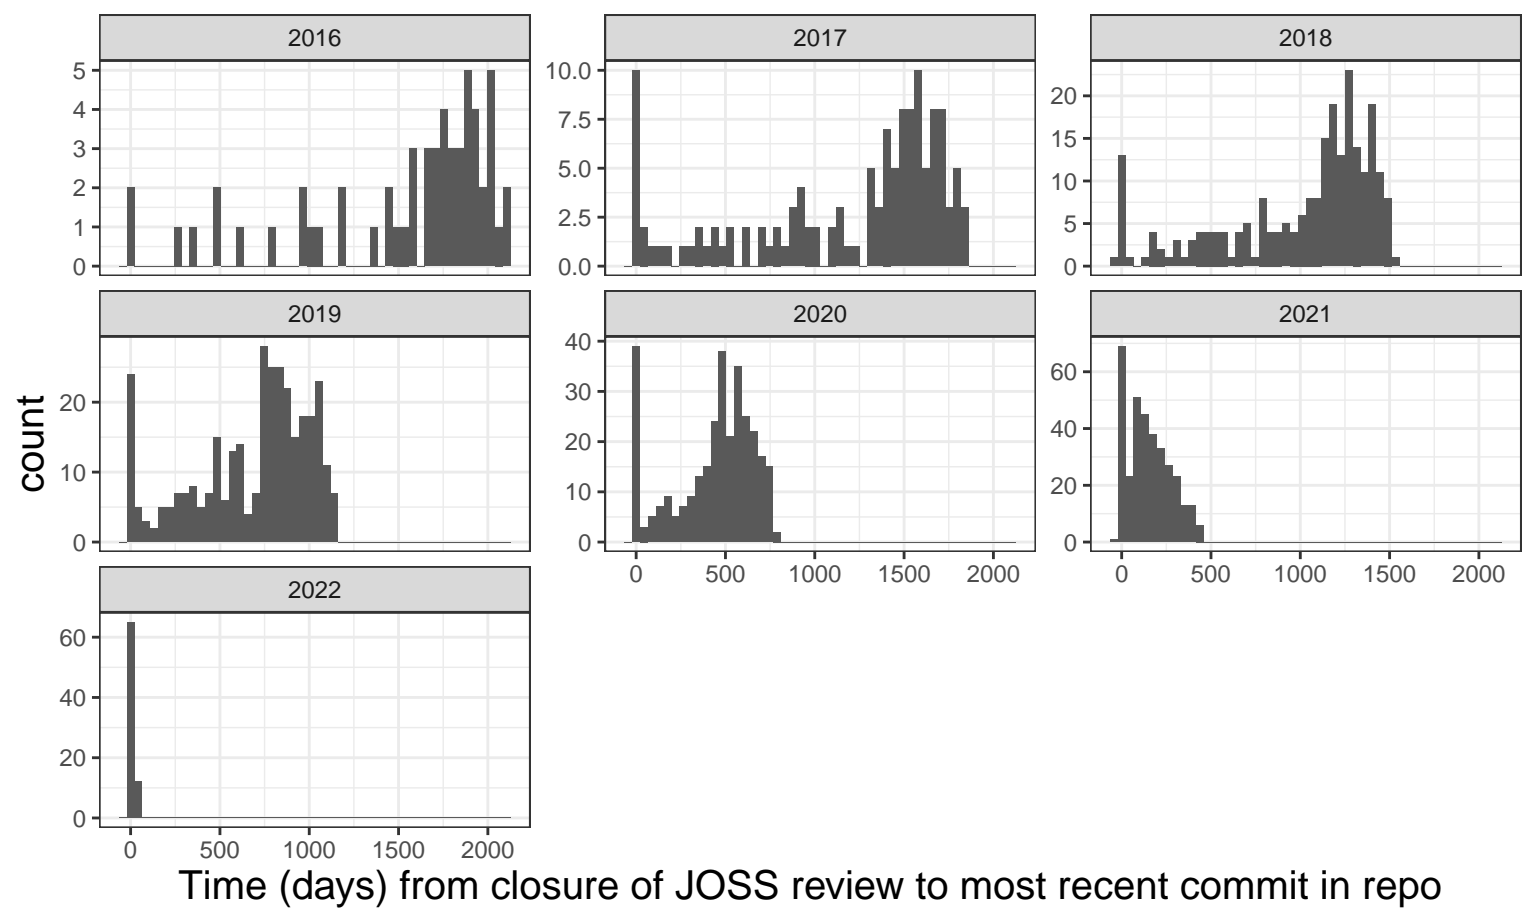 2016 2017 2018
5 4 3 2 1 0
10.0 7.5 5.0 2.5 0.0
20 15 10 5 0
2019 2020 2021
20 10 0
40 30 20 10 0
60 40 20 0
0 500 1000 1500 2000
0 500 1000 1500 2000
2022
60 40 20 0
0 500 1000 1500 2000
count
Time (days) from closure of JOSS review to most recent commit in repo